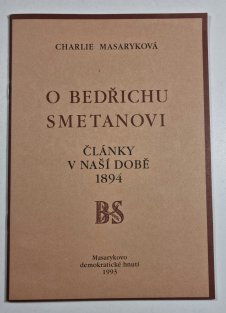 CHARLIE MASARYKOVÁ
O BEDŘICHU
SMETANOVI
ČLÁNKY
V NAŠÍ DOBĚ
1894
BS
Masarykovo
demokratické hnutí
1993